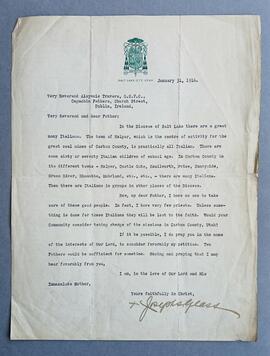 SALT LAKE CITY, UTAH
January 31, 1916.
Very Reverend Aloysius Travers, O.S.F.C.,
Capuchin Fathers, Church Street,
Dublin, Ireland.
Very Reverend and dear Father:
In the Diocese of Salt Lake there are a great
many Italians. The town of Helper, which is the centre of activity for the
great coal mines of Carbon County, is practically all Italian. There are
some sixty or seventy Italian children of school age. In Carbon County in
the different towns - Helper, Castle Gate, Kenilworth, Price, Sunnyside,
Green River, Hiawatha, Mohrland, etc., etc. - there are many Italians.
Then there are Italians in groups in other places of the Diocese.
Now, my dear Father, I have no one to take
care of these good people. In fact, I have very few priests. Unless some-
thing is done for these Italians they will be lost to the faith. Would your
Community consider taking charge of the missions in Carbon County, Utah?
If it be possible, I do pray you in the name of
the interests of Our Lord, to consider favorably my petition. Two
Fathers would be sufficient for sometime. Hoping and praying that I may
hear favorably from you,
I am, in the love of Our Lord and His
Immaculate Mother,
Yours faithfully in Christ,
+ Joseph S. Glass